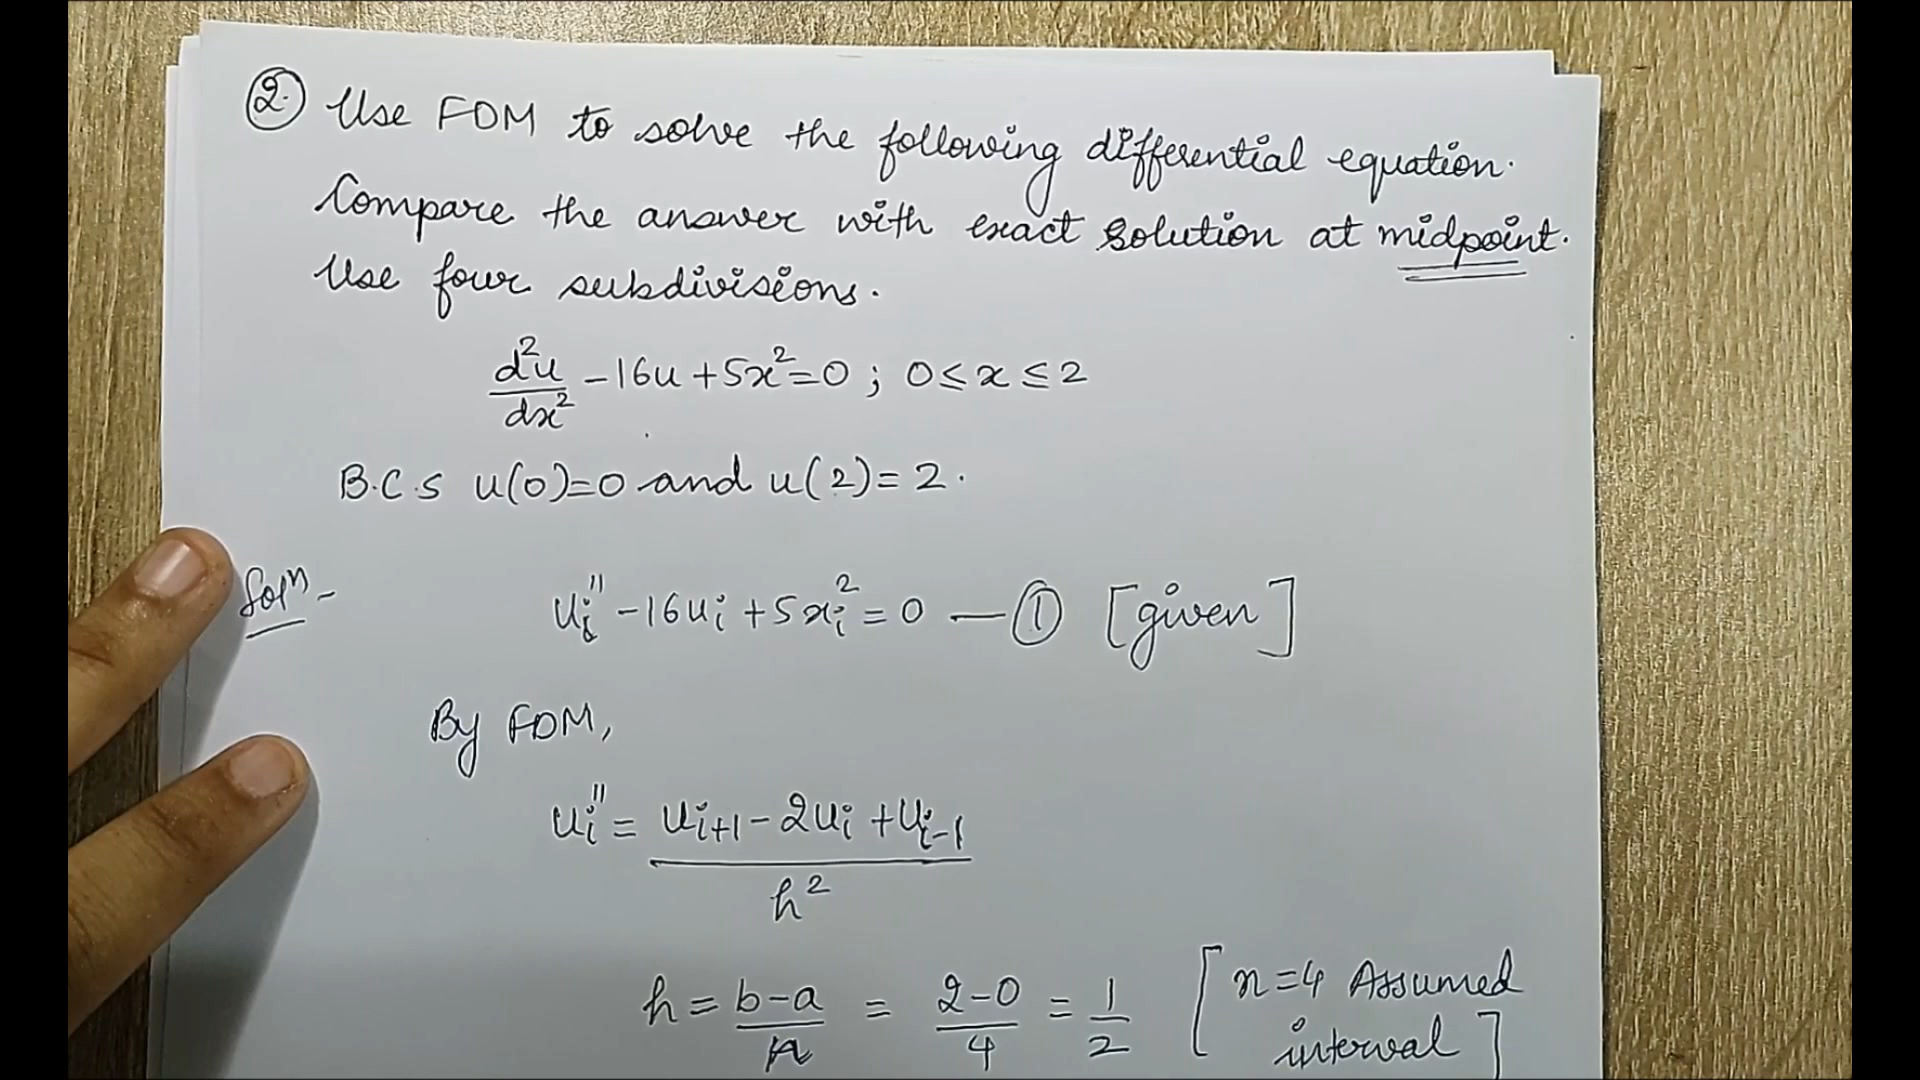 ② Use FDM to solve the following differential equation.
Compare the answer with exact solution at midpoint.
Use four subdivisions.
d²u/dx² - 16u + 5x² = 0 ; 0 ≤ x ≤ 2
B.C.s u(0)=0 and u(2)=2.
Solⁿ- uᵢ'' - 16uᵢ + 5xᵢ² = 0 — ① [given]
By FDM,
uᵢ'' = (uᵢ₊₁ - 2uᵢ + uᵢ₋₁)/h²
h = (b-a)/n = (2-0)/4 = 1/2 [n=4 Assumed
interval]